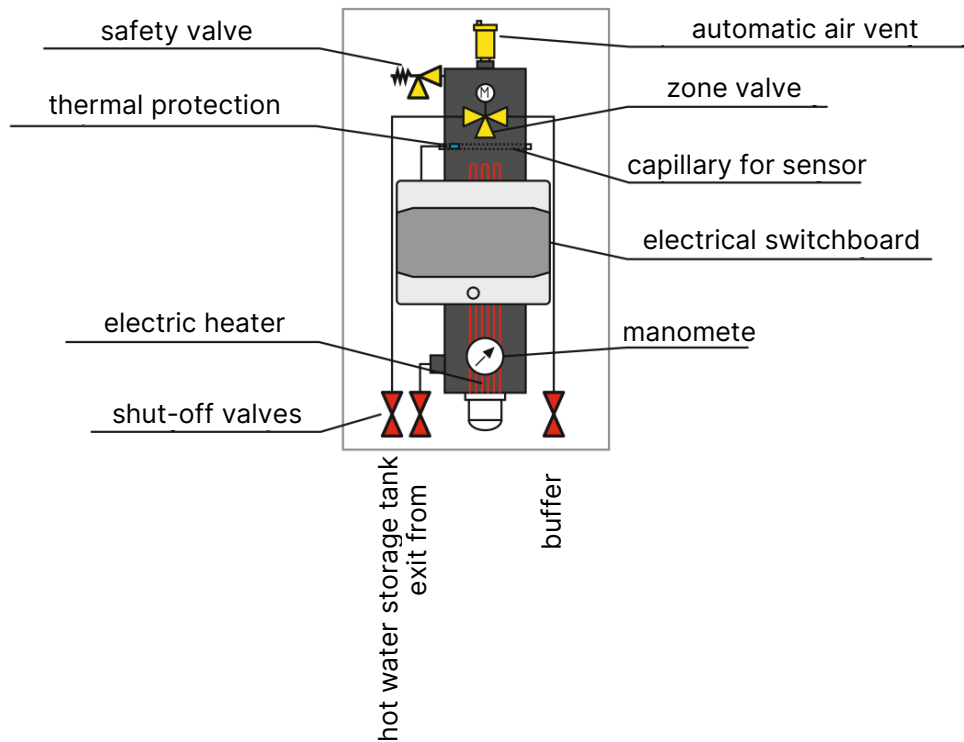 safety valve
automatic air vent
thermal protection
zone valve
M
capillary for sensor
electrical switchboard
electric heater
manomete
shut-off valves
hot water storage tank
exit from
buffer